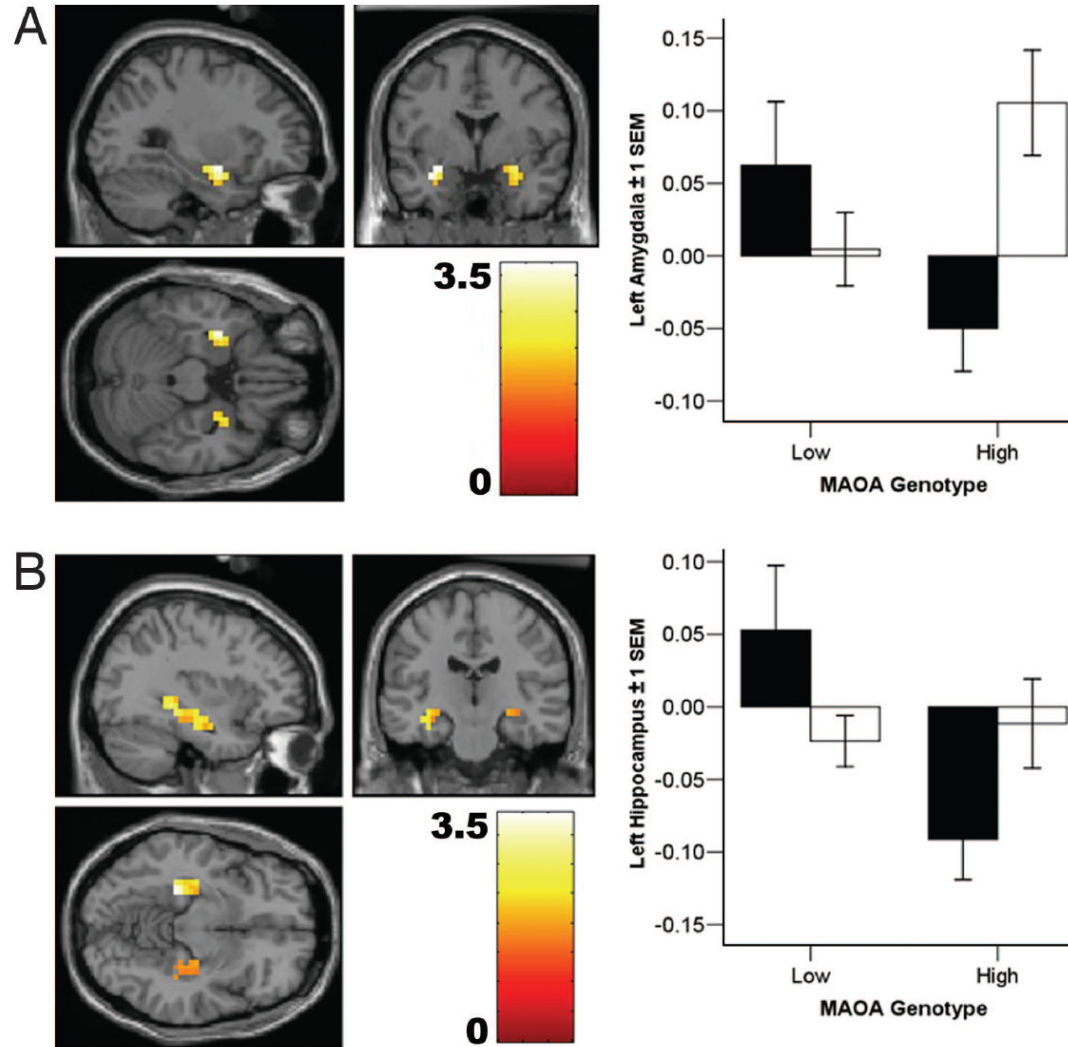 A
3.5
0
Left Amygdala ± 1 SEM
0.15
0.10
0.05
0.00
-0.05
-0.10
Low
High
MAOA Genotype
B
3.5
0
Left Hippocampus ± 1 SEM
0.10
0.05
0.00
-0.05
-0.10
-0.15
Low
High
MAOA Genotype